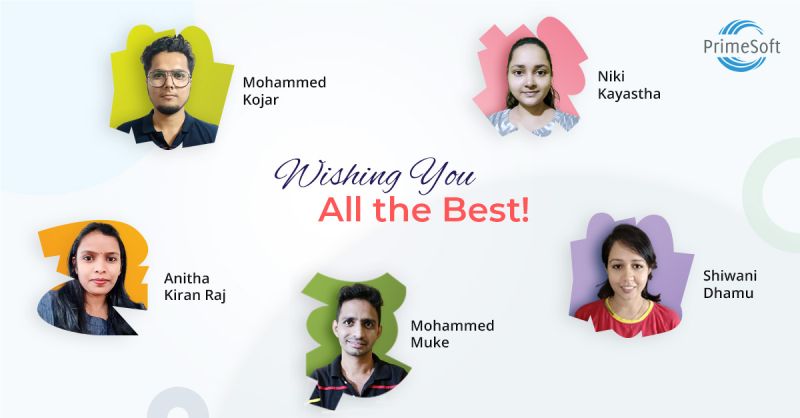 PrimeSoft
Mohammed
Kojar
Niki
Kayastha
Wishing You
All the Best!
Anitha
Kiran Raj
Mohammed
Muke
Shiwani
Dhamu